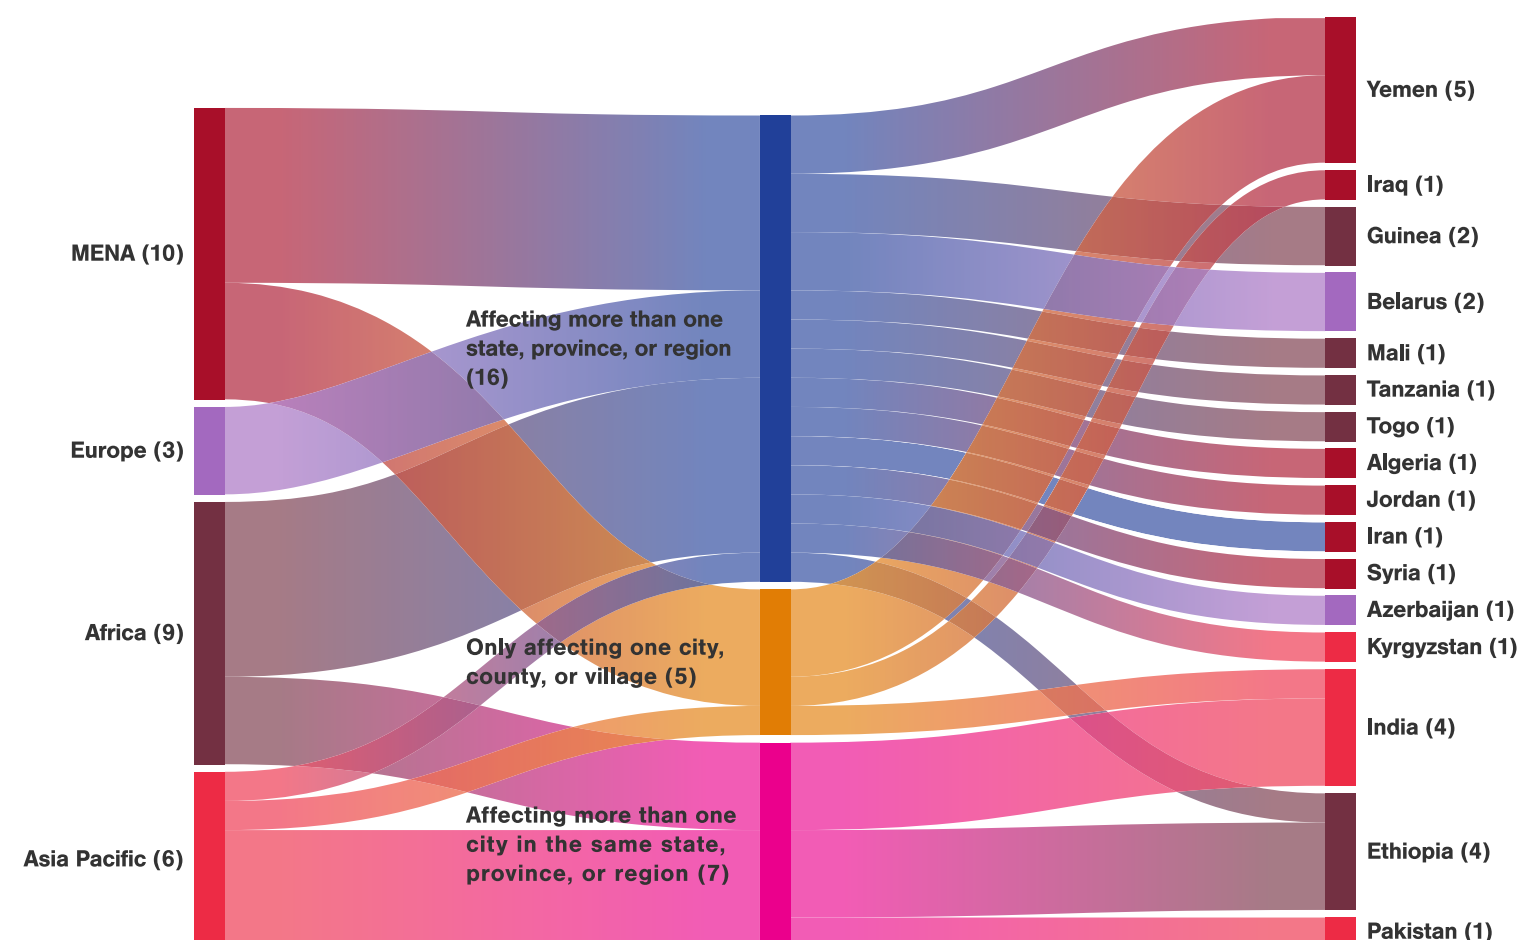 MENA (10)
Europe (3)
Africa (9)
Asia Pacific (6)
Affecting more than one
state, province, or region
(16)
Only affecting one city,
county, or village (5)
Affecting more than one
city in the same state,
province, or region (7)
Yemen (5)
Iraq (1)
Guinea (2)
Belarus (2)
Mali (1)
Tanzania (1)
Togo (1)
Algeria (1)
Jordan (1)
Iran (1)
Syria (1)
Azerbaijan (1)
Kyrgyzstan (1)
India (4)
Ethiopia (4)
Pakistan (1)